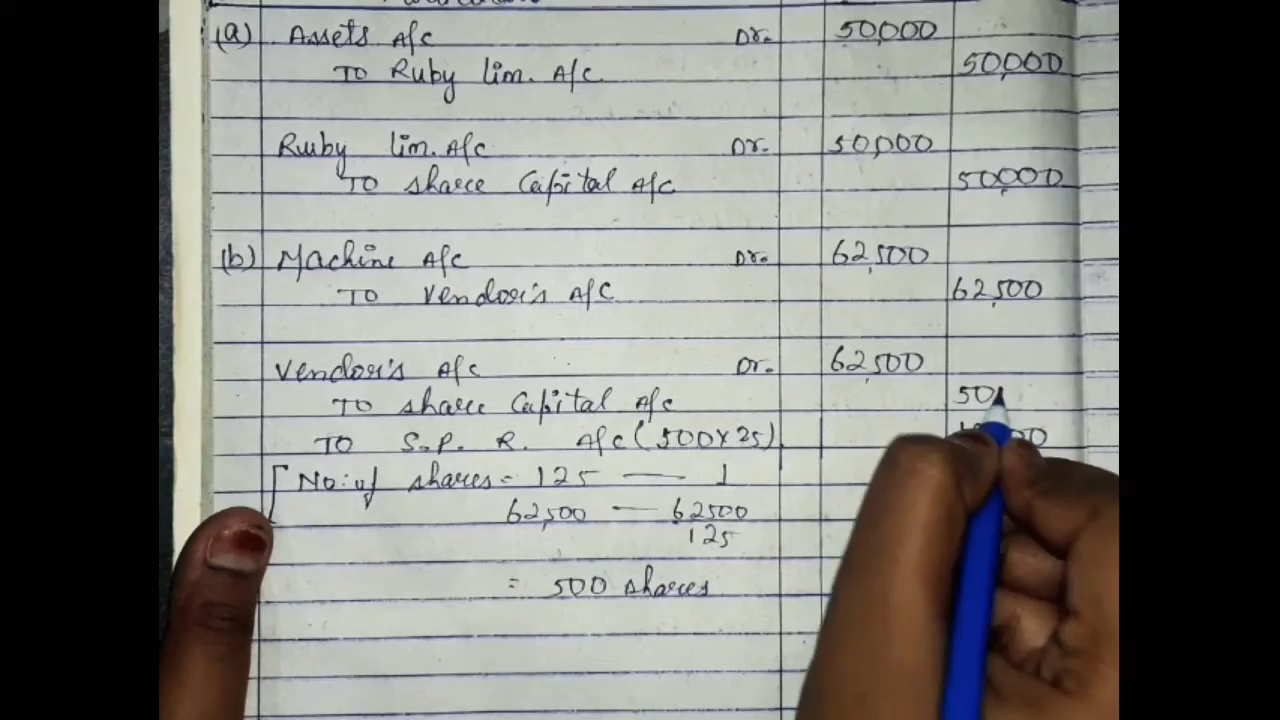 (a) Assets A/c Dr. 50,000
To Ruby lim. A/c 50,000
Ruby lim. A/c Dr. 50,000
To share Capital A/c 50,000
(b) Machine A/c Dr. 62,500
To Vendor's A/c 62,500
Vendor's A/c Dr. 62,500
To share Capital A/c 50
To S.P. R. A/c (500x25)
[No: of shares = 125 — 1
62,500 — 62500
125
= 500 shares